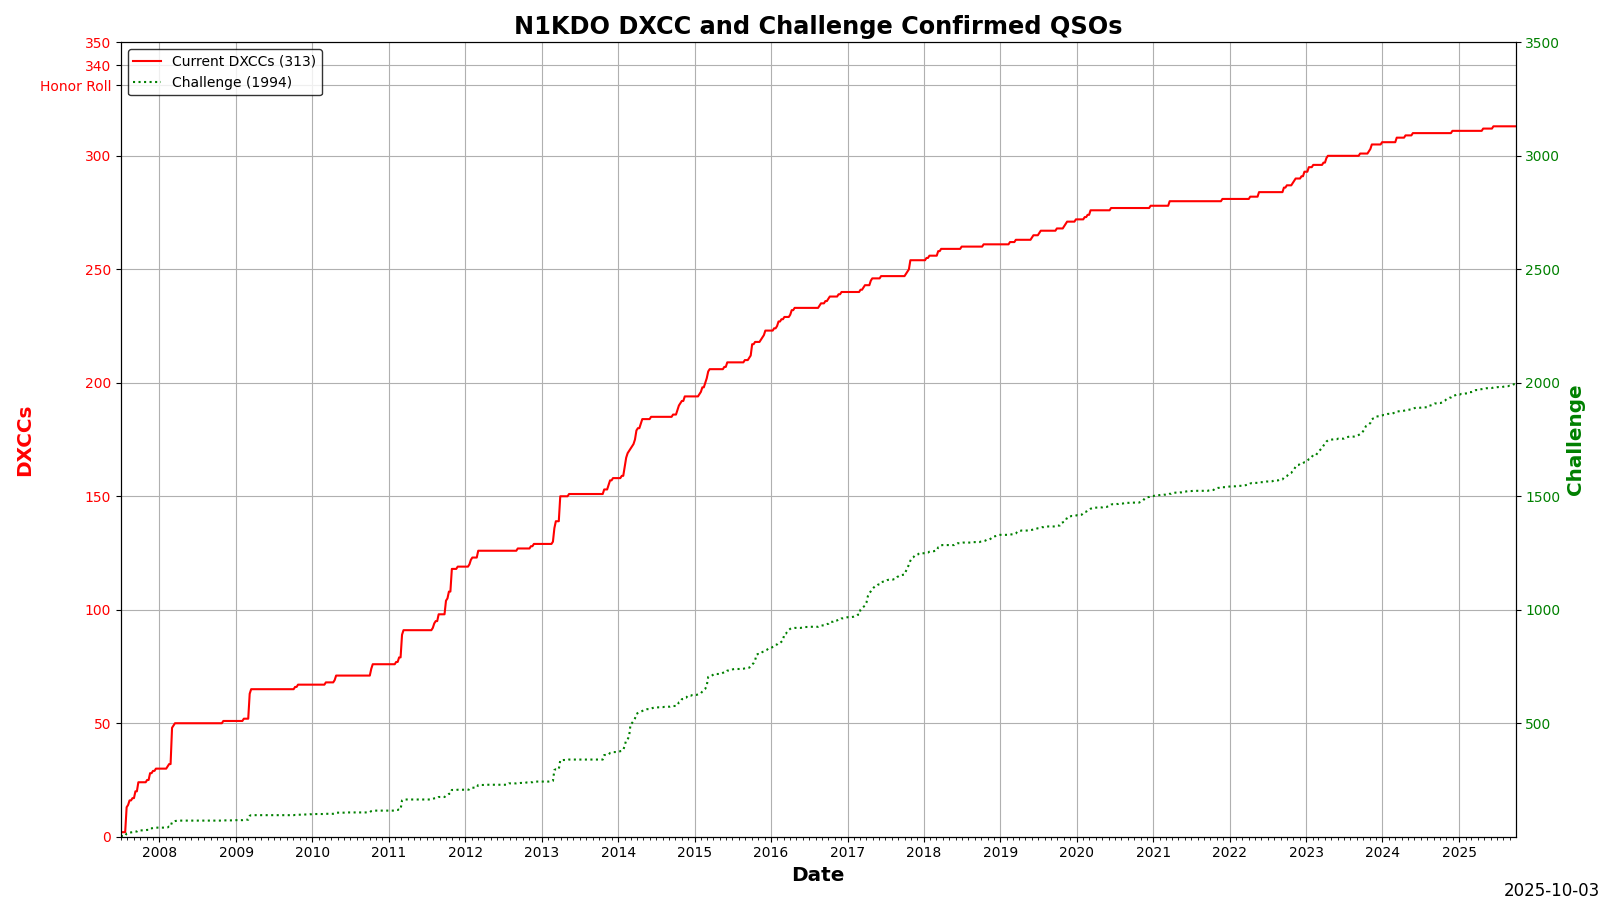 N1KDO DXCC and Challenge Confirmed QSOs
Current DXCCs (313)
Challenge (1994)
350
340
Honor Roll
300
250
200
150
100
50
0
DXCCs
3500
3000
2500
2000
1500
1000
500
Challenge
2008 2009 2010 2011 2012 2013 2014 2015 2016 2017 2018 2019 2020 2021 2022 2023 2024 2025
Date
2025-10-03